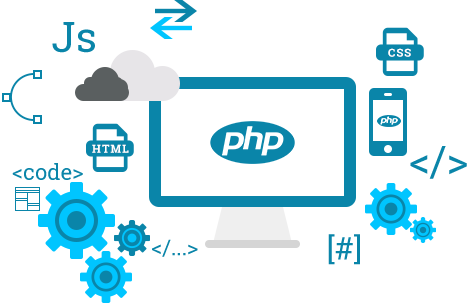 Js
CSS
php
php
HTML
</>
<code>
[#]
</...>